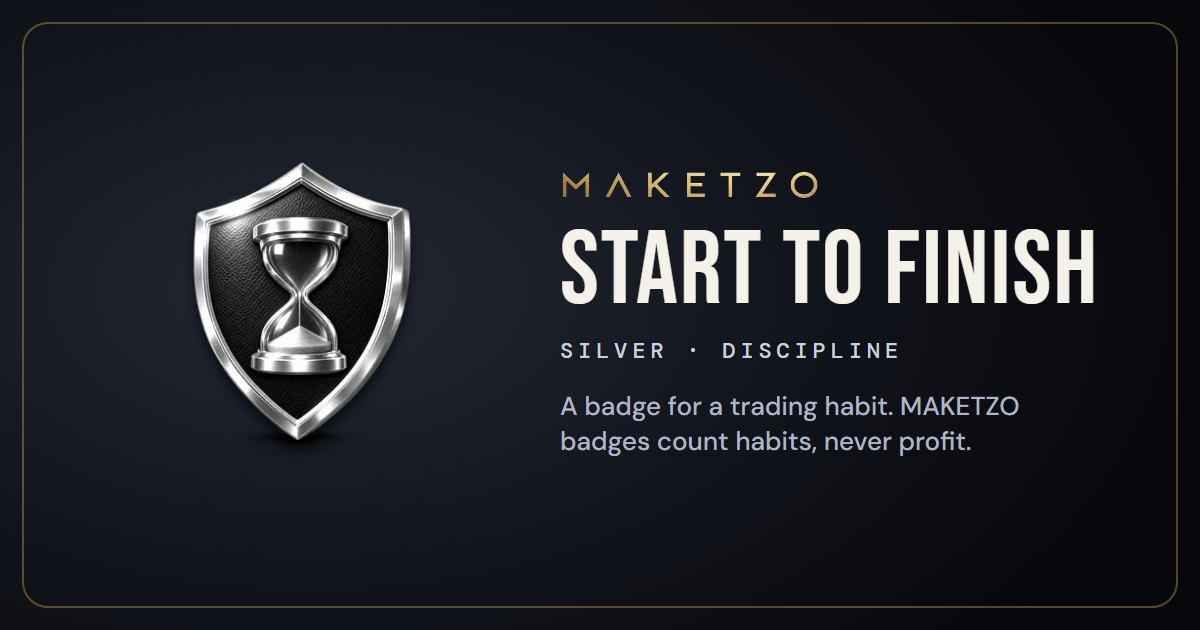 MAKETZO
START TO FINISH
SILVER · DISCIPLINE
A badge for a trading habit. MAKETZO
badges count habits, never profit.